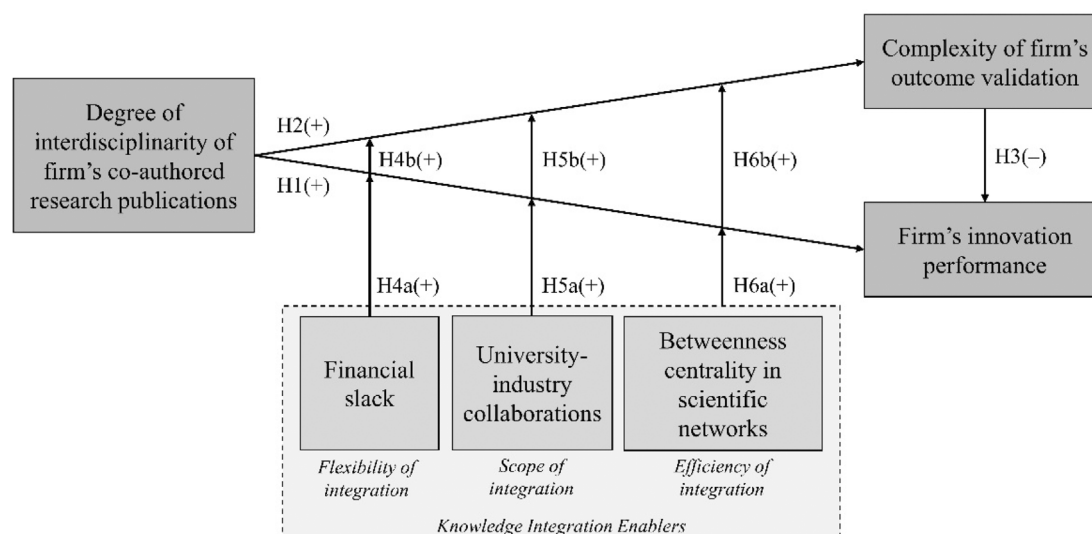 Degree of
interdisciplinarity of
firm's co-authored
research publications
H2(+)
H1(+)
H4b(+)
H5b(+)
H6b(+)
H4a(+)
H5a(+)
H6a(+)
Complexity of firm's
outcome validation
H3(–)
Firm's innovation
performance
Financial
slack
University-
industry
collaborations
Betweenness
centrality in
scientific
networks
Flexibility of
integration
Scope of
integration
Efficiency of
integration
Knowledge Integration Enablers